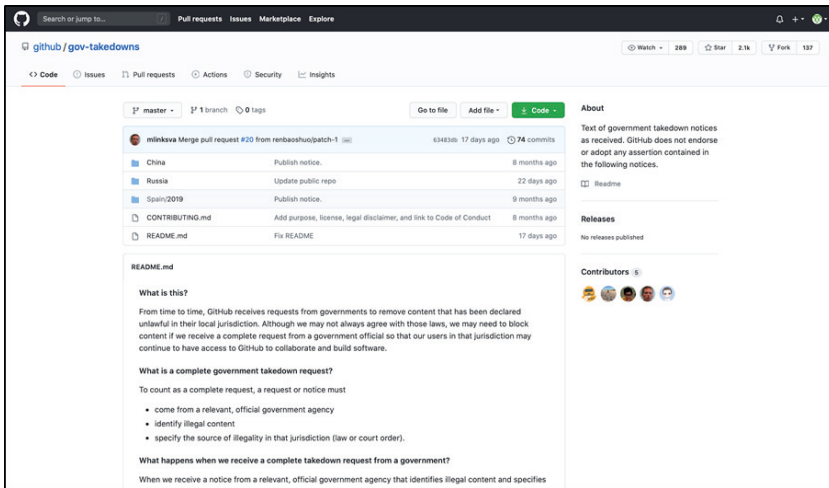 Search or jump to...
/
Pull requests Issues Marketplace Explore
github / gov-takedowns
Watch 289
Star 2.1k
Fork 137
Code
Issues
Pull requests
Actions
Security
Insights
master
1 branch
0 tags
Go to file
Add file
Code
mlinksva Merge pull request #20 from renbaoshuo/patch-1 ...
63483db 17 days ago 74 commits
China Publish notice. 8 months ago
Russia Update public repo 22 days ago
Spain/2019 Publish notice. 9 months ago
CONTRIBUTING.md Add purpose, license, legal disclaimer, and link to Code of Conduct 8 months ago
README.md Fix README 17 days ago
README.md
What is this?
From time to time, GitHub receives requests from governments to remove content that has been declared
unlawful in their local jurisdiction. Although we may not always agree with those laws, we may need to block
content if we receive a complete request from a government official so that our users in that jurisdiction may
continue to have access to GitHub to collaborate and build software.
What is a complete government takedown request?
To count as a complete request, a request or notice must
• come from a relevant, official government agency
• identify illegal content
• specify the source of illegality in that jurisdiction (law or court order).
What happens when we receive a complete takedown request from a government?
When we receive a notice from a relevant, official government agency that identifies illegal content and specifies
About
Text of government takedown notices
as received. GitHub does not endorse
or adopt any assertion contained in
the following notices.
Readme
Releases
No releases published
Contributors 5